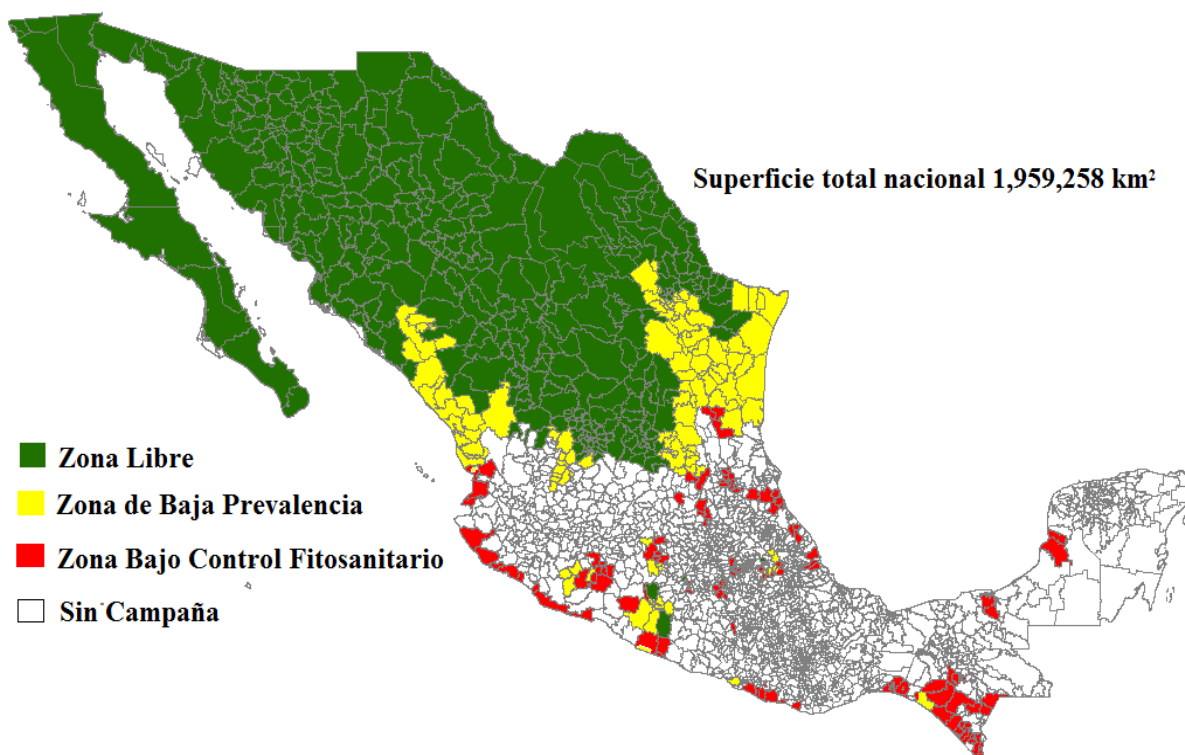 Superficie total nacional 1,959,258 km²
Zona Libre
Zona de Baja Prevalencia
Zona Bajo Control Fitosanitario
Sin Campaña